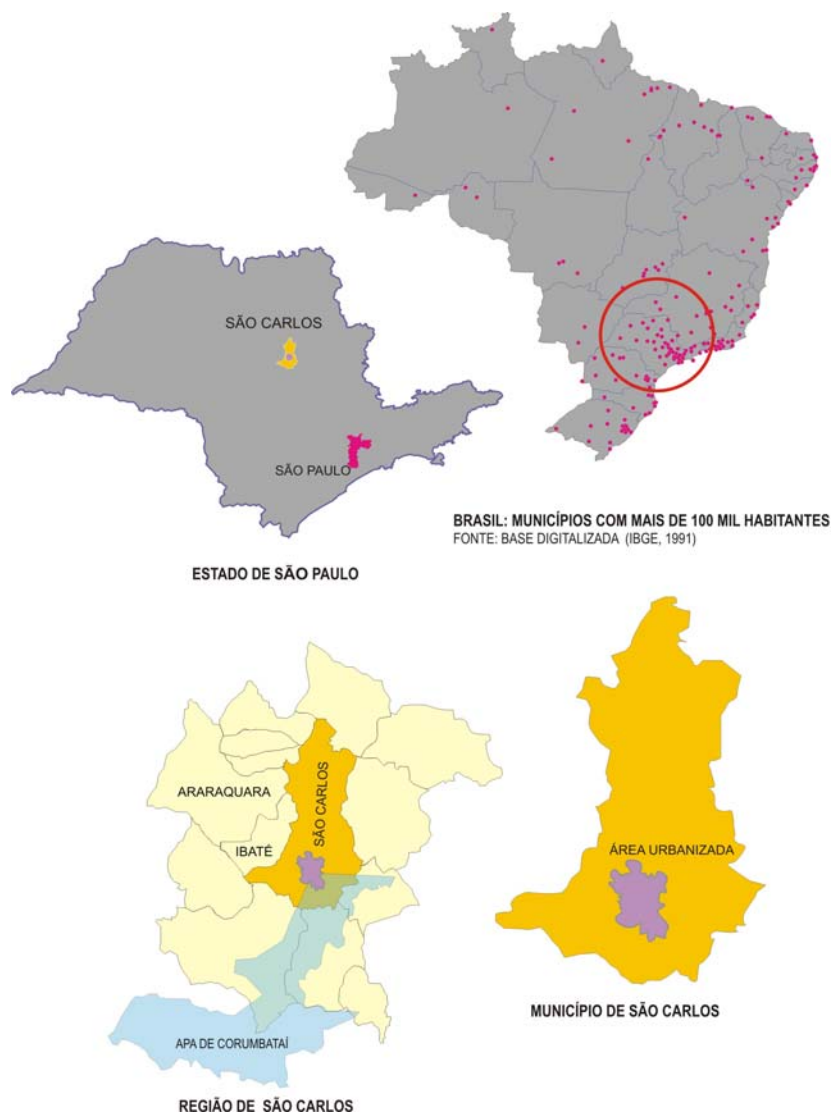 SÃO CARLOS
SÃO PAULO
ESTADO DE SÃO PAULO
BRASIL: MUNICÍPIOS COM MAIS DE 100 MIL HABITANTES
FONTE: BASE DIGITALIZADA (IBGE, 1991)
ARARAQUARA
IBATÉ
SÃO CARLOS
APA DE CORUMBATAÍ
REGIÃO DE SÃO CARLOS
ÁREA URBANIZADA
MUNICÍPIO DE SÃO CARLOS